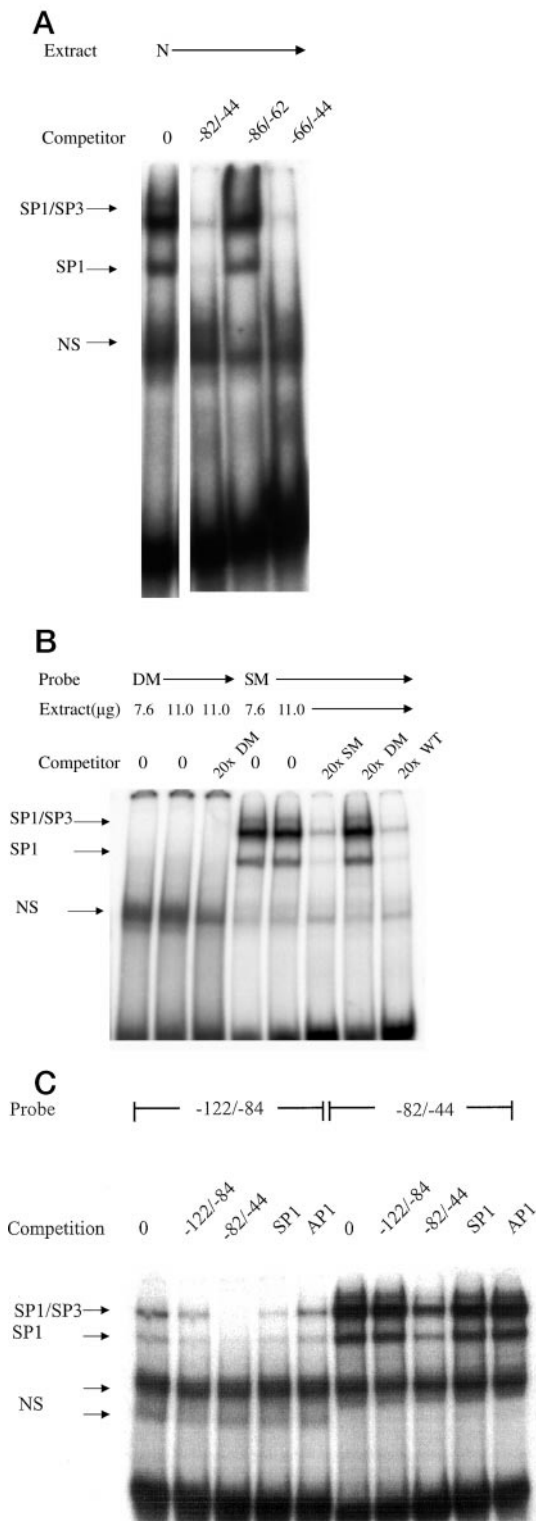 A
Extract N
Competitor 0 -82/-44 -86/-62 -66/-44
SP1/SP3
SP1
NS
B
Probe DM SM
Extract(µg) 7.6 11.0 11.0 7.6 11.0
Competitor 0 0 20x DM 0 0 20x SM 20x DM 20x WT
SP1/SP3
SP1
NS
C
Probe -122/-84 -82/-44
Competition 0 -122/-84 -82/-44 SP1 AP1 0 -122/-84 -82/-44 SP1 AP1
SP1/SP3
SP1
NS